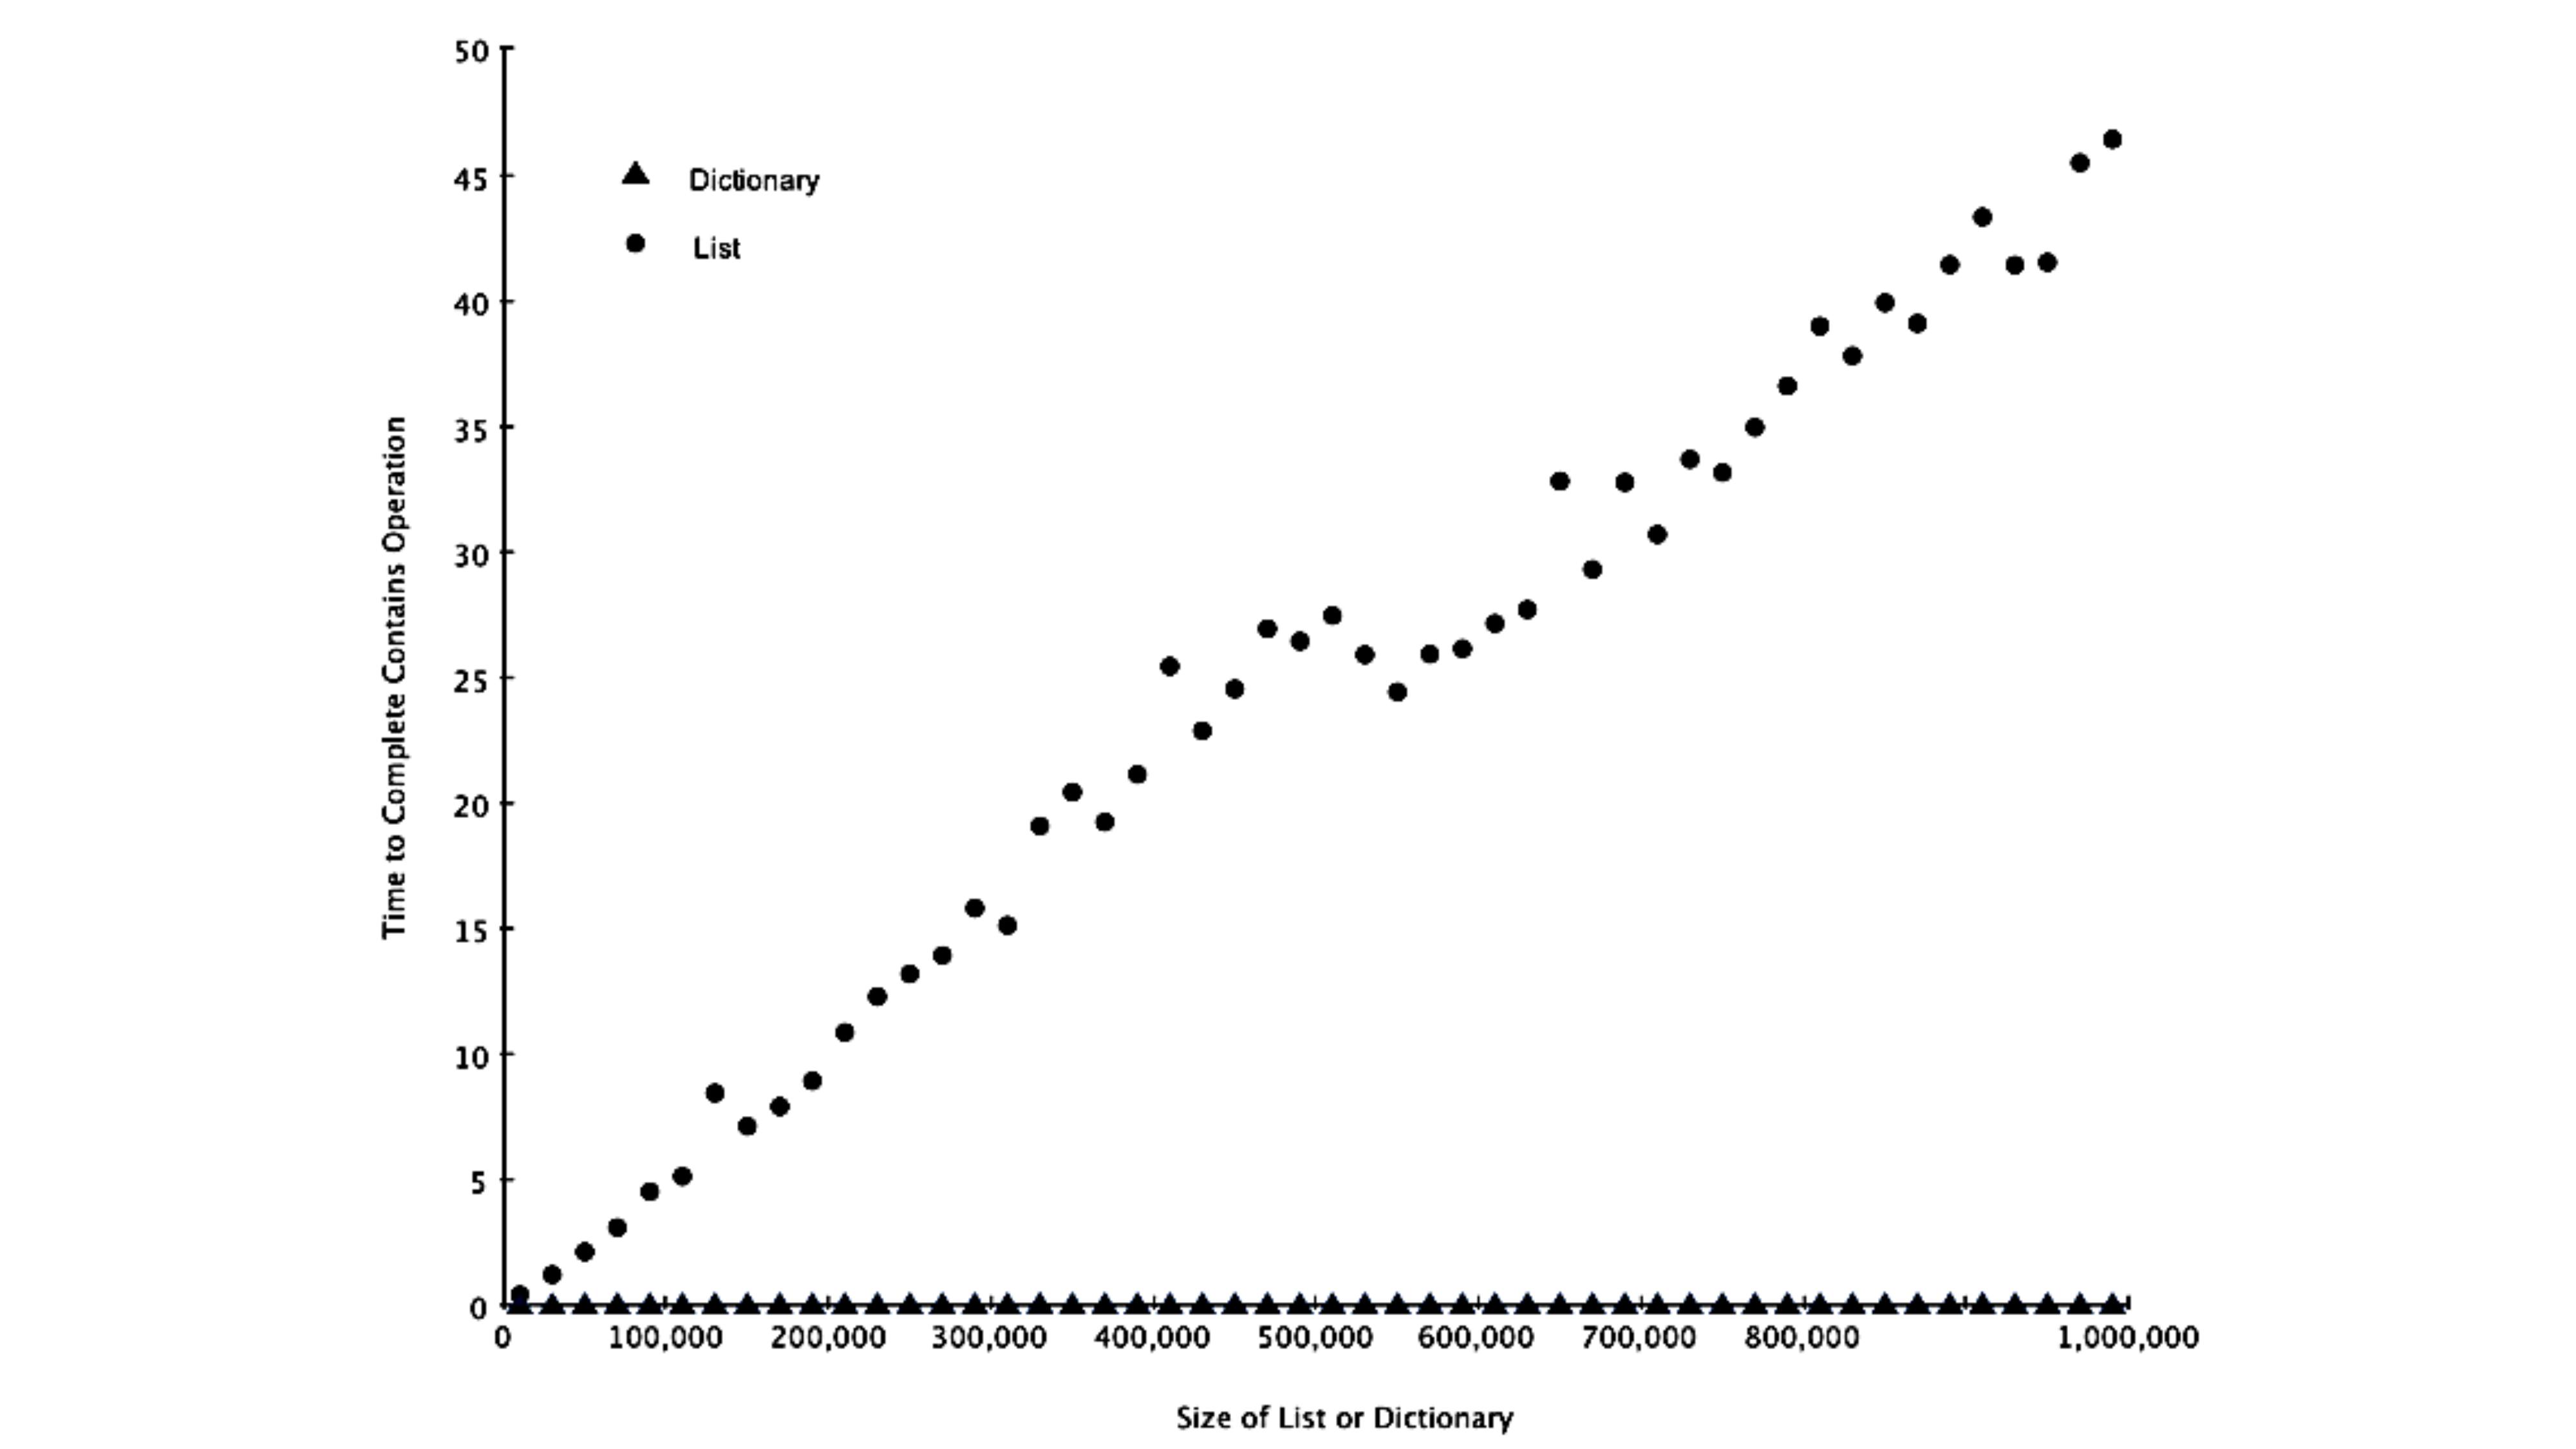 50
45
40
35
30
25
20
15
10
5
0
Dictionary
List
Time to Complete Contains Operation
0 100,000 200,000 300,000 400,000 500,000 600,000 700,000 800,000 1,000,000
Size of List or Dictionary